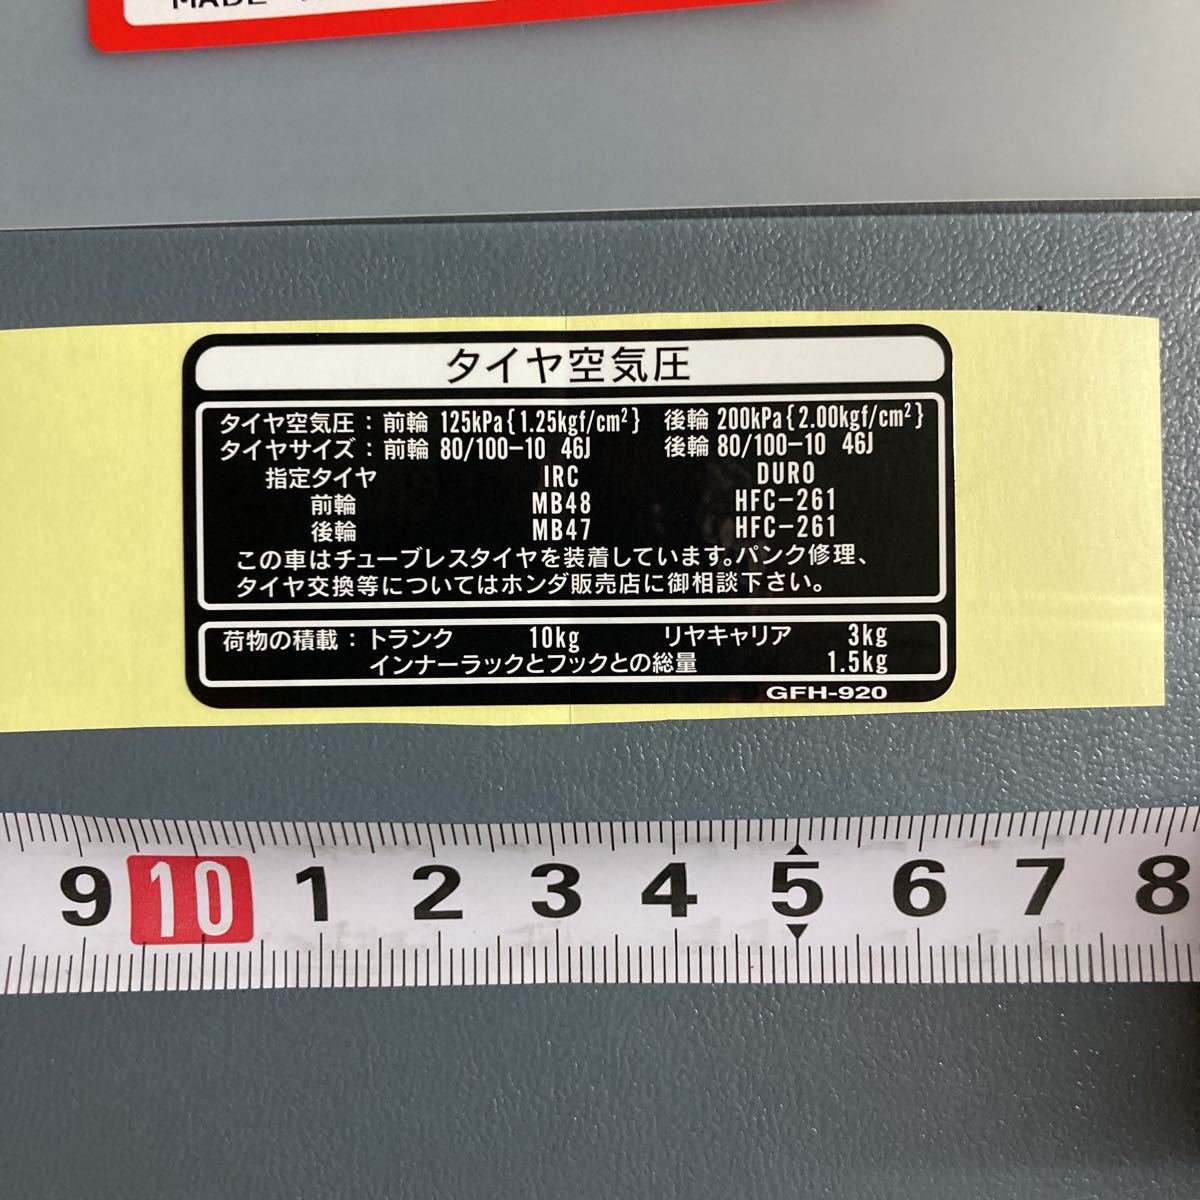 MADE
タイヤ空気圧
タイヤ空気圧：前輪 125kPa{1.25kgf/cm²} 後輪 200kPa{2.00kgf/cm²}
タイヤサイズ：前輪 80/100-10 46J 後輪 80/100-10 46J
指定タイヤ IRC DURO
前輪 MB48 HFC-261
後輪 MB47 HFC-261
この車はチューブレスタイヤを装着しています。パンク修理、
タイヤ交換等についてはホンダ販売店に御相談下さい。
荷物の積載：トランク 10kg リヤキャリア 3kg
インナーラックとフックとの総量 1.5kg
GFH-920
9 10 1 2 3 4 5 6 7 8